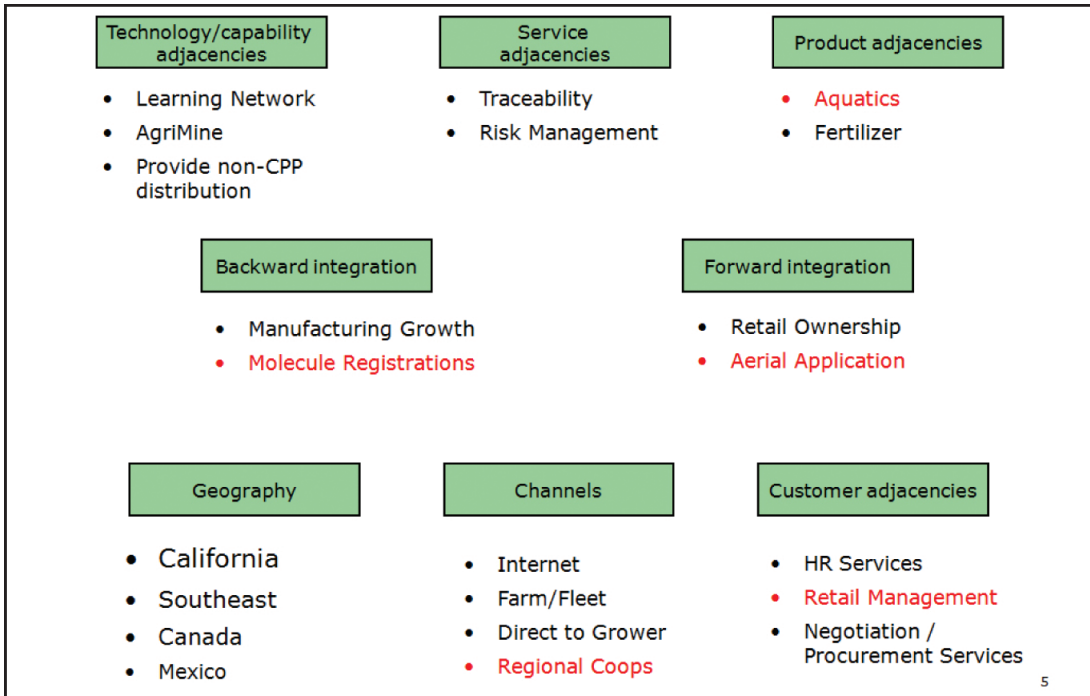 Technology/capability
adjacencies
Service
adjacencies
Product adjacencies
• Learning Network
• AgriMine
• Provide non-CPP
distribution
• Traceability
• Risk Management
• Aquatics
• Fertilizer
Backward integration
Forward integration
• Manufacturing Growth
• Molecule Registrations
• Retail Ownership
• Aerial Application
Geography
Channels
Customer adjacencies
• California
• Southeast
• Canada
• Mexico
• Internet
• Farm/Fleet
• Direct to Grower
• Regional Coops
• HR Services
• Retail Management
• Negotiation /
Procurement Services
5